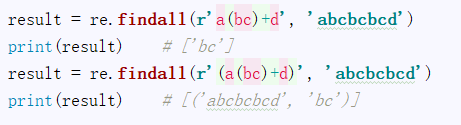 result = re.findall(r'a(bc)+d', 'abcbcbcd')
print(result)   # ['bc']
result = re.findall(r'(a(bc)+d)', 'abcbcbcd')
print(result)   # [('abcbcbcd', 'bc')]